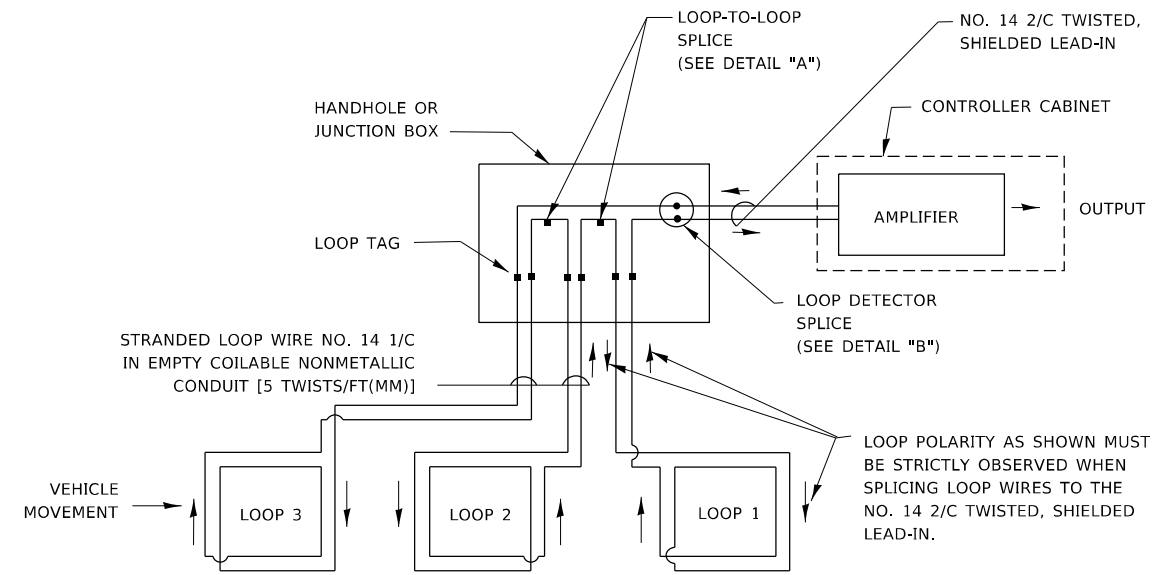 LOOP-TO-LOOP
SPLICE
(SEE DETAIL "A")
NO. 14 2/C TWISTED,
SHIELDED LEAD-IN
HANDHOLE OR
JUNCTION BOX
CONTROLLER CABINET
AMPLIFIER
OUTPUT
LOOP TAG
LOOP DETECTOR
SPLICE
(SEE DETAIL "B")
STRANDED LOOP WIRE NO. 14 1/C
IN EMPTY COILABLE NONMETALLIC
CONDUIT [5 TWISTS/FT(MM)]
LOOP POLARITY AS SHOWN MUST
BE STRICTLY OBSERVED WHEN
SPLICING LOOP WIRES TO THE
NO. 14 2/C TWISTED, SHIELDED
LEAD-IN.
VEHICLE
MOVEMENT
LOOP 3
LOOP 2
LOOP 1